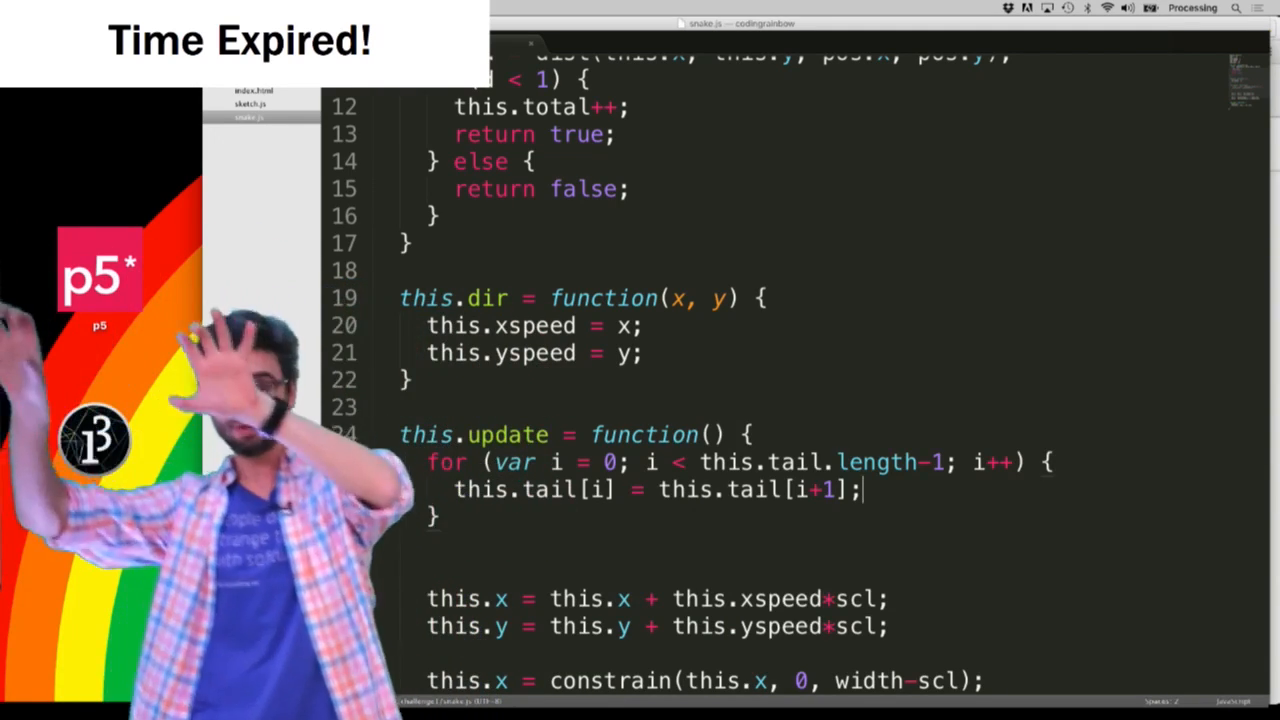 Time Expired!
Processing
snake.js — codingrainbow
index.html
sketch.js
snake.js
= dist(this.x, this.y, pos.x, pos.y);
< 1) {
12 this.total++;
13 return true;
14 } else {
15 return false;
16 }
17 }
18
19 this.dir = function(x, y) {
20 this.xspeed = x;
21 this.yspeed = y;
22 }
23
24 this.update = function() {
for (var i = 0; i < this.tail.length-1; i++) {
this.tail[i] = this.tail[i+1];
}
this.x = this.x + this.xspeed*scl;
this.y = this.y + this.yspeed*scl;
this.x = constrain(this.x, 0, width-scl);
p5*
p5
i3
Spaces: 2
JavaScript